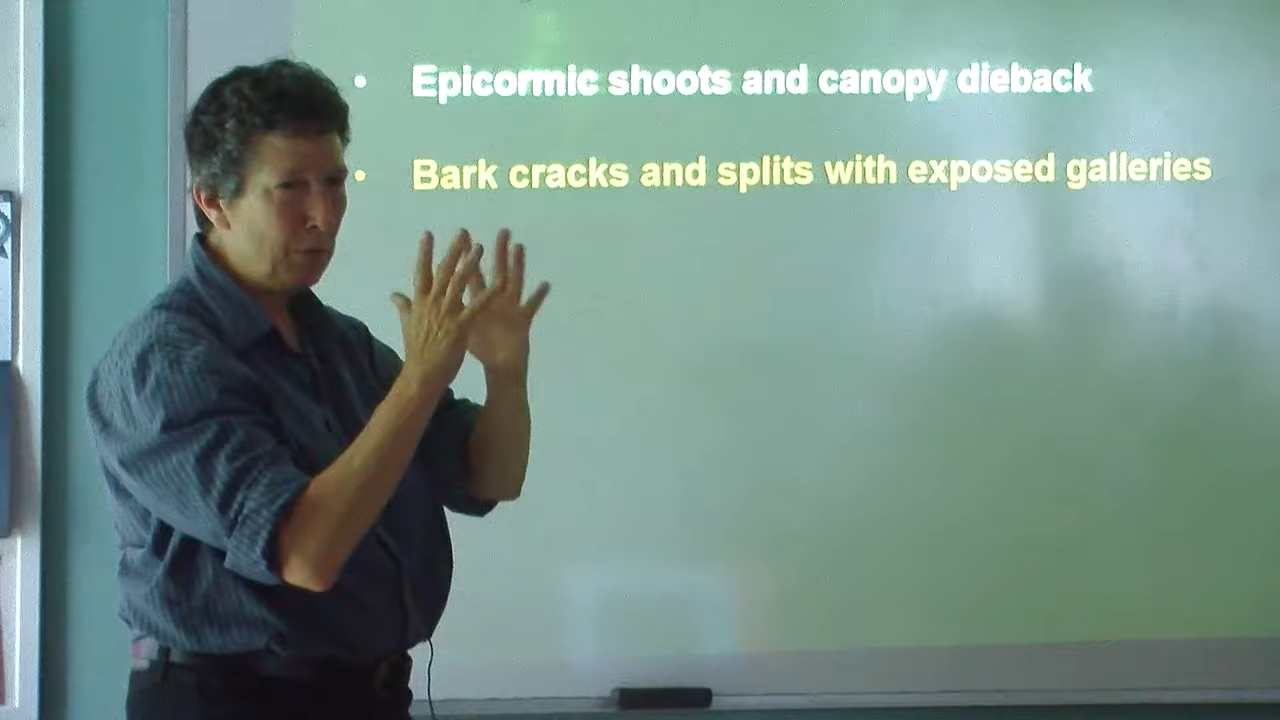 • Epicormic shoots and canopy dieback
• Bark cracks and splits with exposed galleries